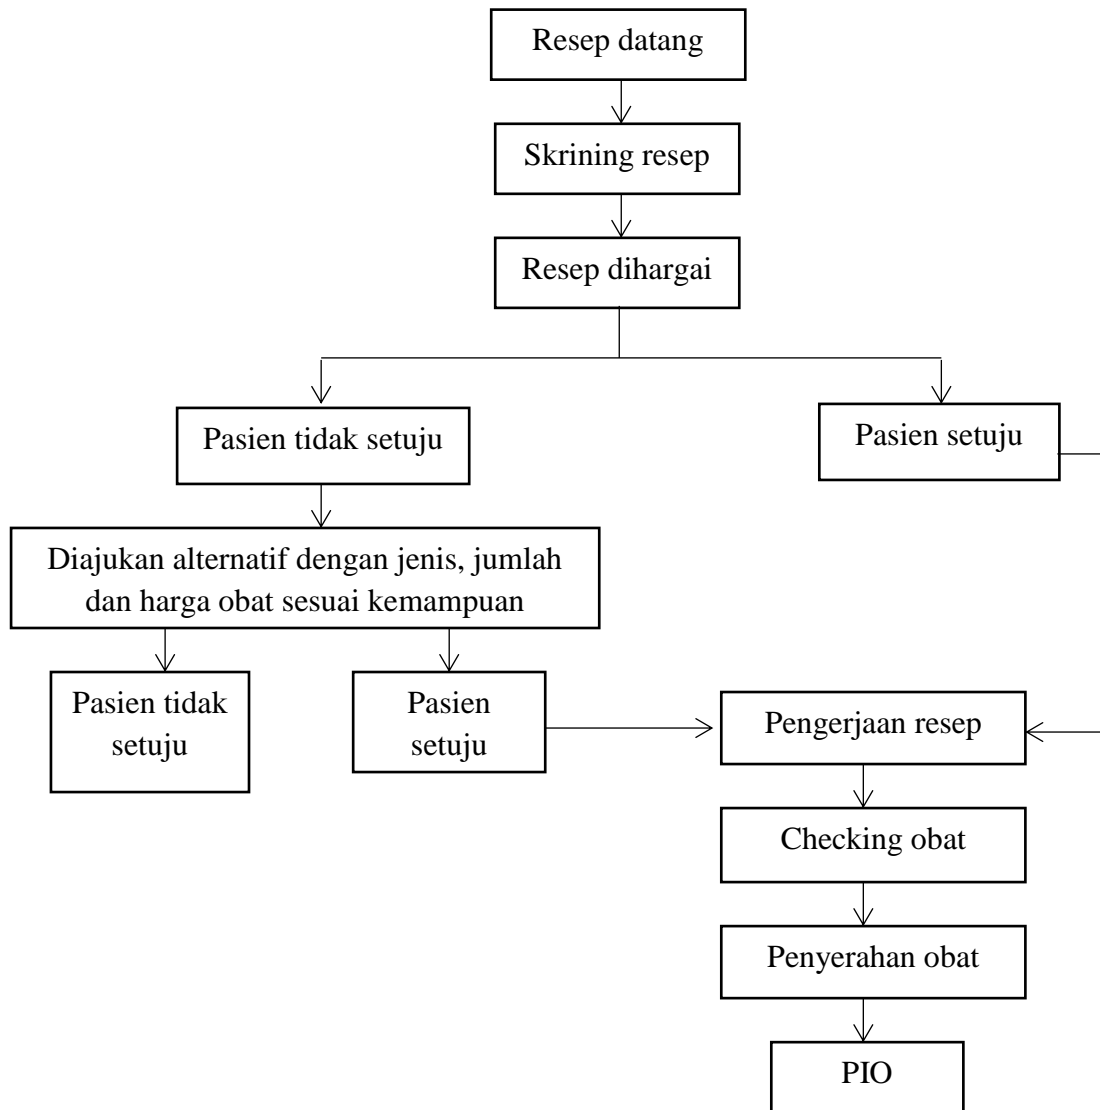 Resep datang
Skrining resep
Resep dihargai
Pasien tidak setuju
Pasien setuju
Diajukan alternatif dengan jenis, jumlah
dan harga obat sesuai kemampuan
Pasien tidak
setuju
Pasien
setuju
Pengerjaan resep
Checking obat
Penyerahan obat
PIO